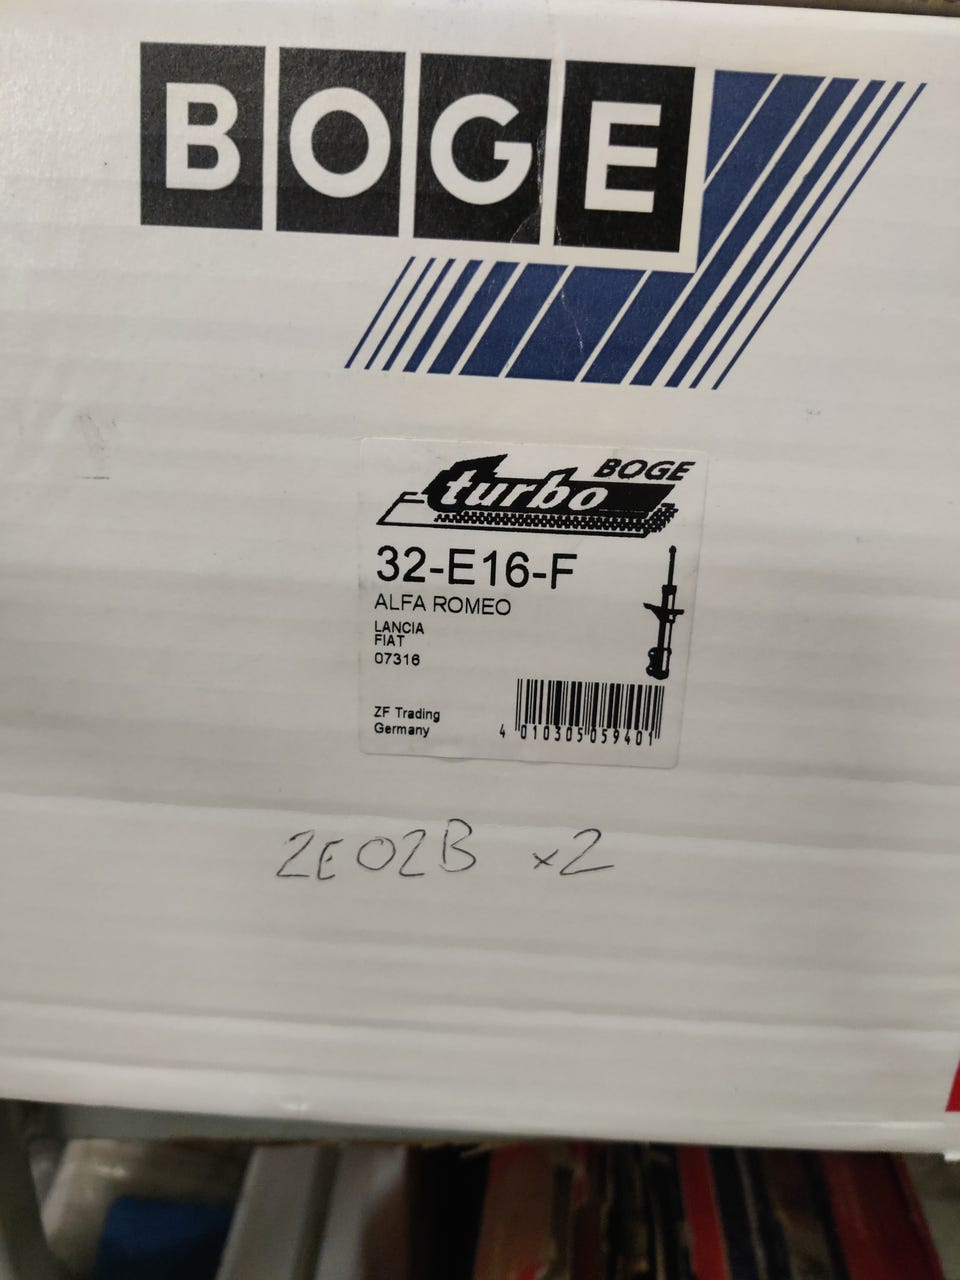 BOGE
BOGE
turbo
32-E16-F
ALFA ROMEO
LANCIA
FIAT
07316
ZF Trading
Germany
4 010305 059401
2E02B x2